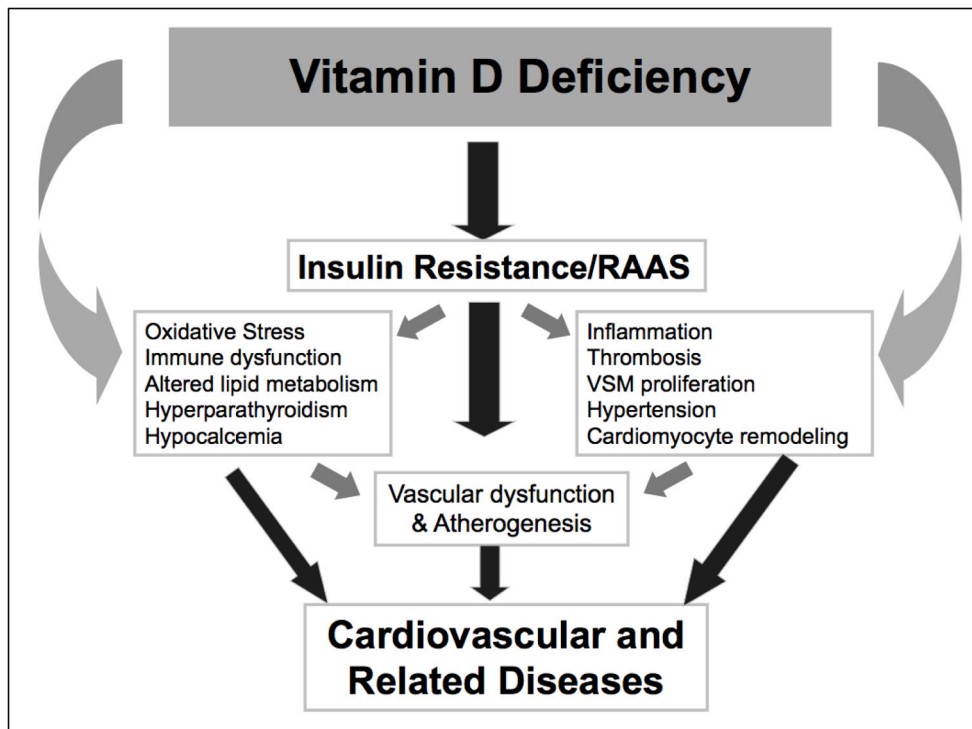 Vitamin D Deficiency
Insulin Resistance/RAAS
Oxidative Stress
Immune dysfunction
Altered lipid metabolism
Hyperparathyroidism
Hypocalcemia
Inflammation
Thrombosis
VSM proliferation
Hypertension
Cardiomyocyte remodeling
Vascular dysfunction
& Atherogenesis
Cardiovascular and
Related Diseases